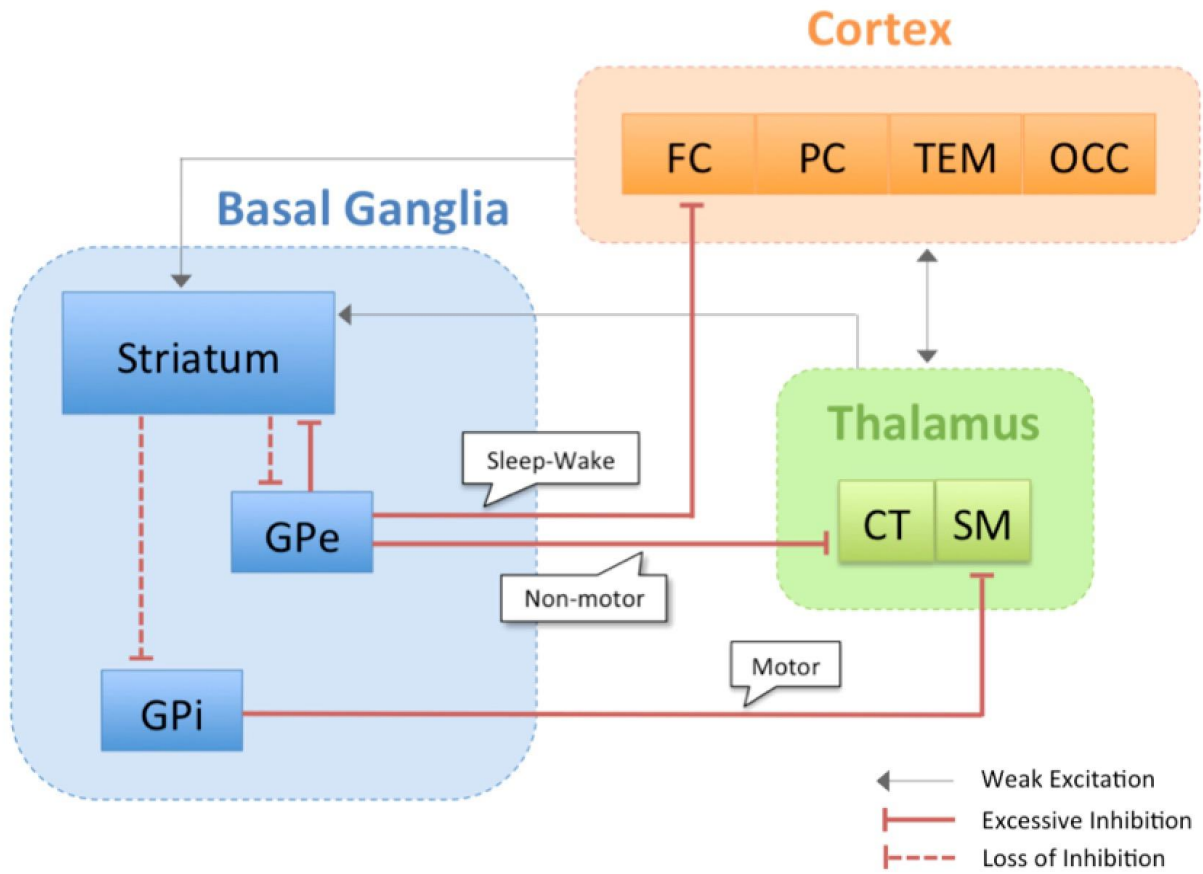 Cortex
FC PC TEM OCC
Basal Ganglia
Striatum
Thalamus
Sleep-Wake
CT SM
GPe
Non-motor
Motor
GPi
Weak Excitation
Excessive Inhibition
Loss of Inhibition